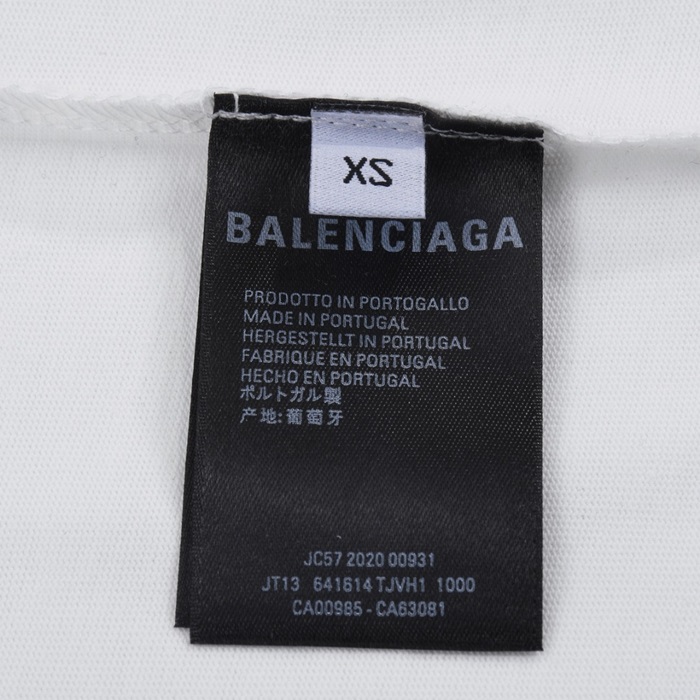 XS
BALENCIAGA
PRODOTTO IN PORTOGALLO
MADE IN PORTUGAL
HERGESTELLT IN PORTUGAL
FABRIQUE EN PORTUGAL
HECHO EN PORTUGAL
ポルトガル製
产地:葡萄牙
JC57 2020 00931
JT13 641614 TJVH1 1000
CA00985 - CA63081